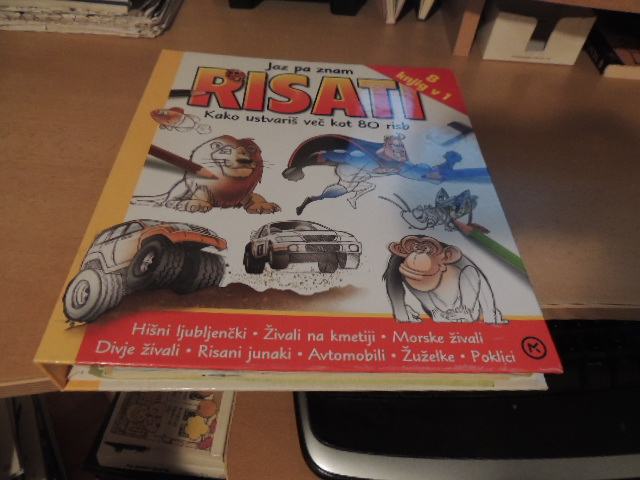 Jaz pa znam
RISATI
8
knjig v 1
Kako ustvariš več kot 80 risb
Hišni ljubljenčki • Živali na kmetiji • Morske živali
Divje živali • Risani junaki • Avtomobili • Žuželke • Poklici